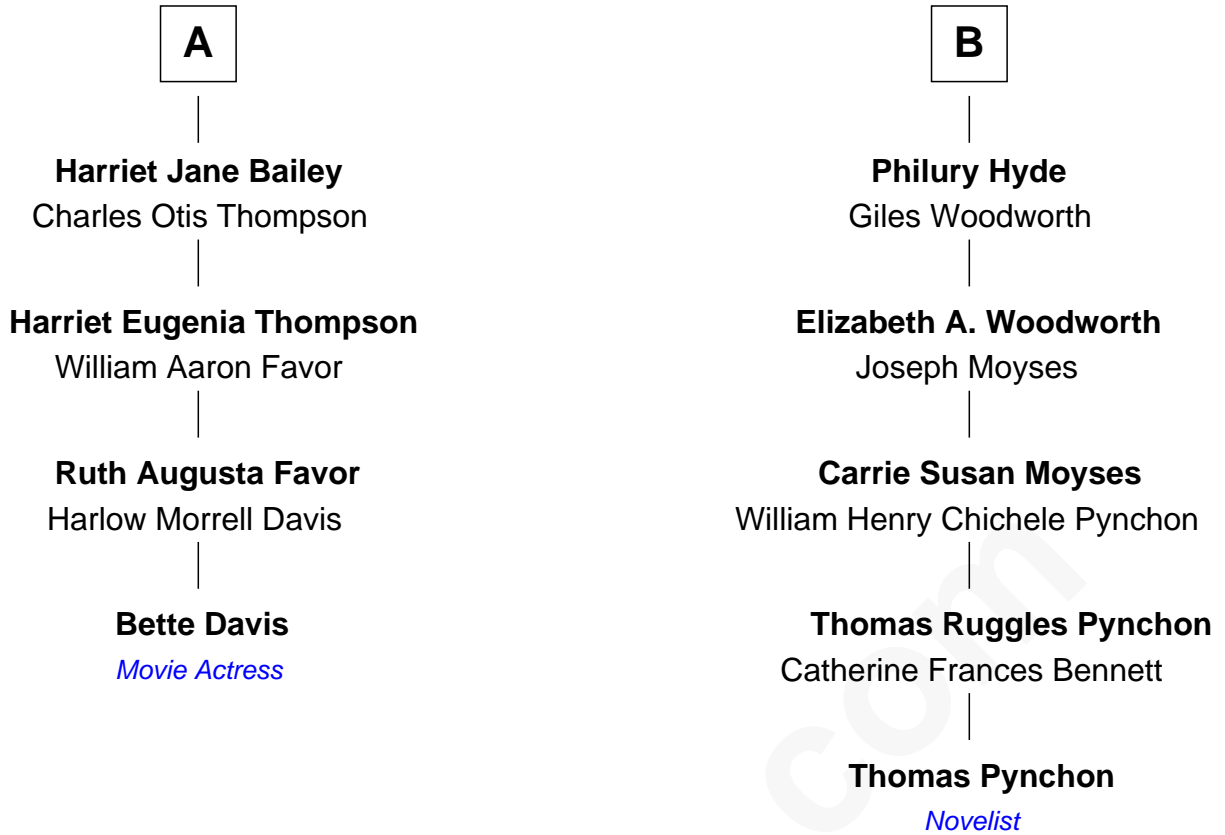 A
Harriet Jane Bailey
Charles Otis Thompson
Harriet Eugenia Thompson
William Aaron Favor
Ruth Augusta Favor
Harlow Morrell Davis
Bette Davis
Movie Actress
B
Philury Hyde
Giles Woodworth
Elizabeth A. Woodworth
Joseph Moyses
Carrie Susan Moyses
William Henry Chichele Pynchon
Thomas Ruggles Pynchon
Catherine Frances Bennett
Thomas Pynchon
Novelist
com